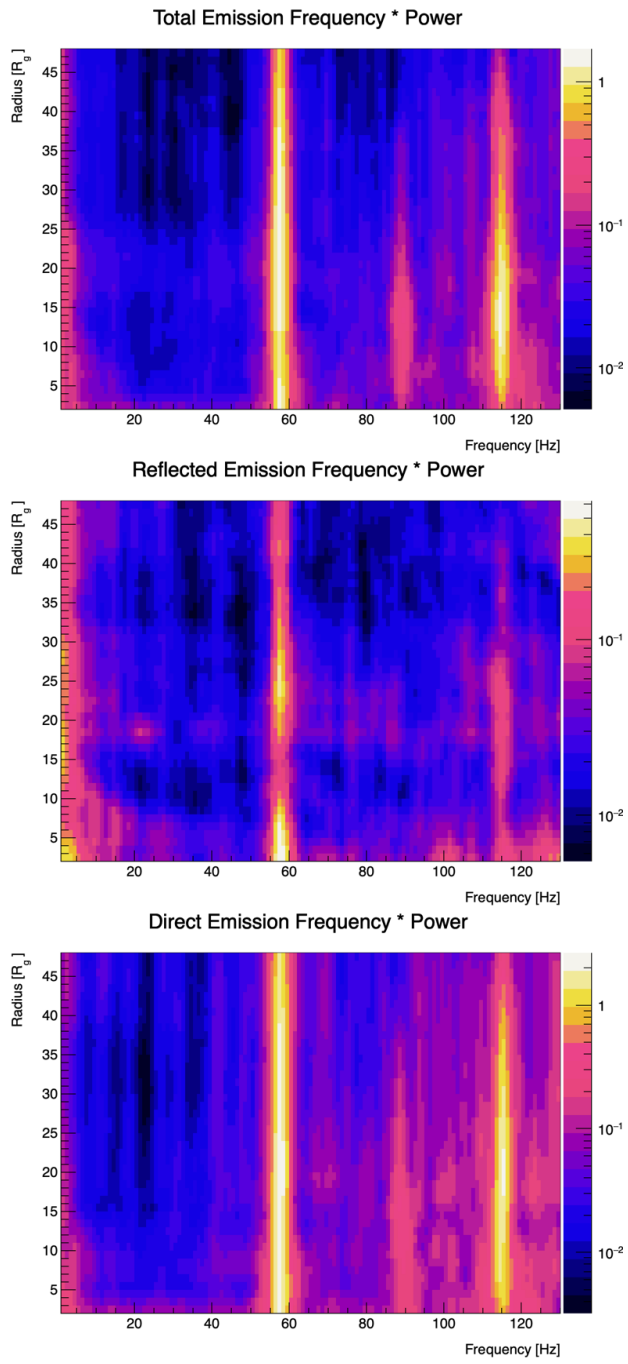 Total Emission Frequency * Power
Radius [R_g]
45
40
35
30
25
20
15
10
5
20 40 60 80 100 120
Frequency [Hz]
1
10⁻¹
10⁻²
Reflected Emission Frequency * Power
Radius [R_g]
45
40
35
30
25
20
15
10
5
20 40 60 80 100 120
Frequency [Hz]
10⁻¹
10⁻²
Direct Emission Frequency * Power
Radius [R_g]
45
40
35
30
25
20
15
10
5
20 40 60 80 100 120
Frequency [Hz]
1
10⁻¹
10⁻²